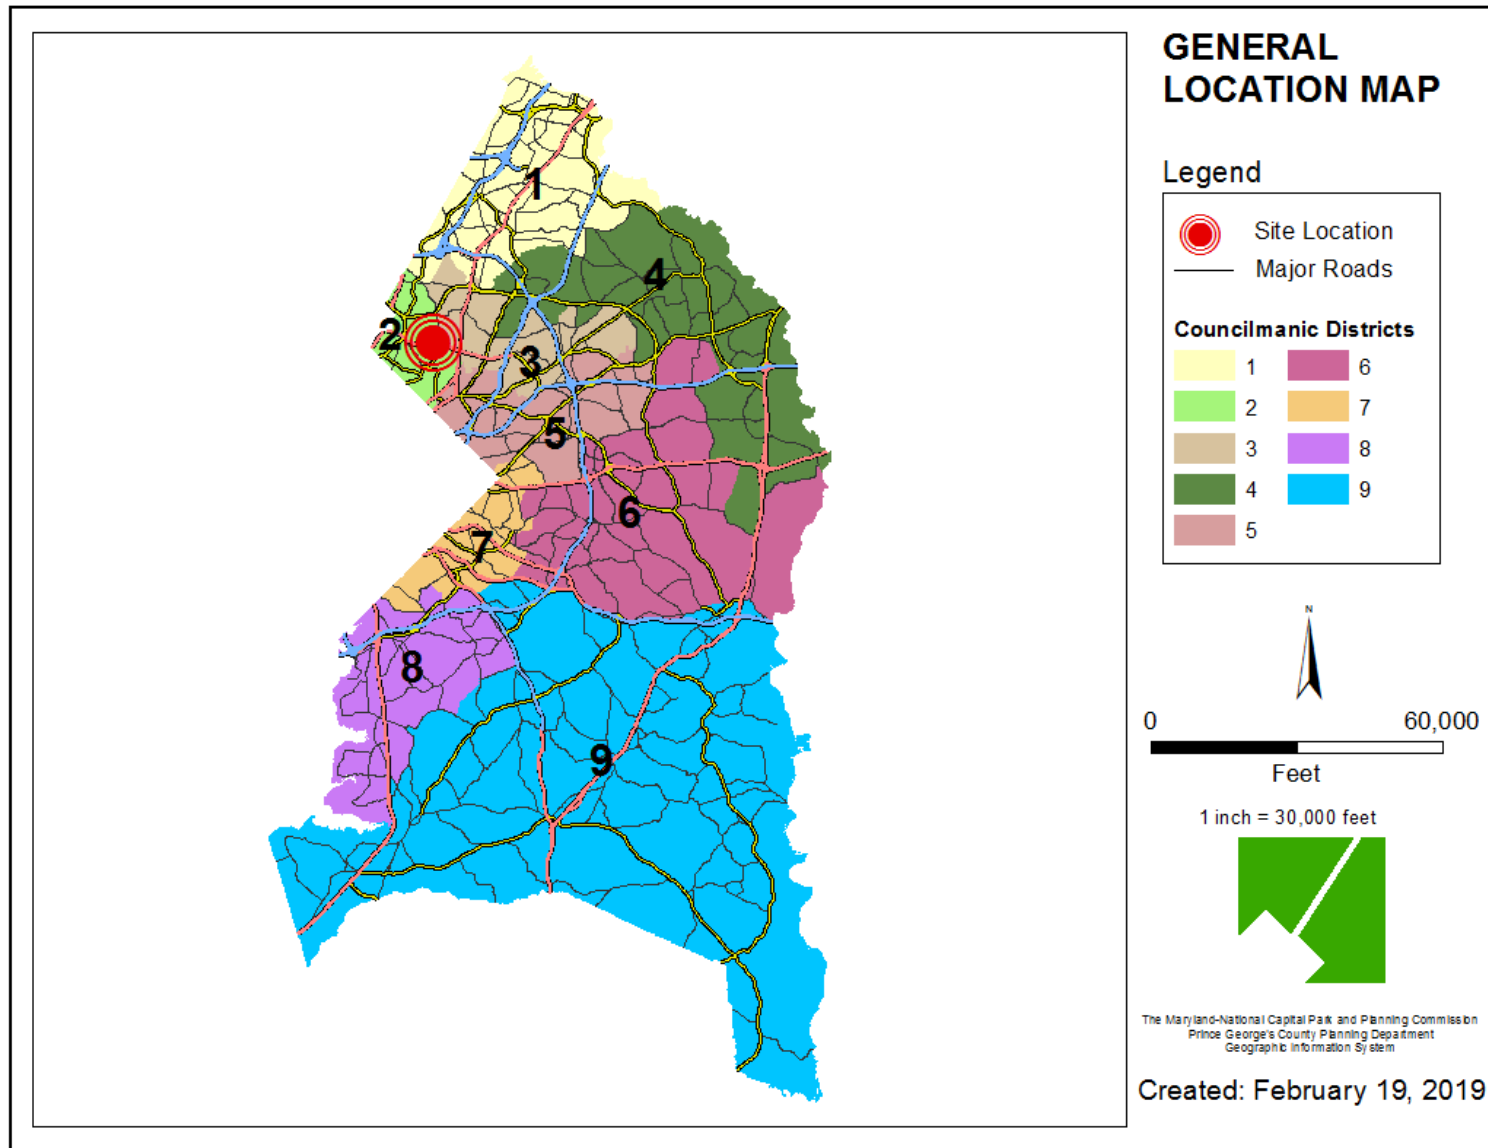 GENERAL
LOCATION MAP
Legend
Site Location
Major Roads
Councilmanic Districts
1 6
2 7
3 8
4 9
5
1
4
2
3
5
6
7
8
9
N
0 60,000
Feet
1 inch = 30,000 feet
The Maryland-National Capital Park and Planning Commission
Prince George's County Planning Department
Geographic Information System
Created: February 19, 2019